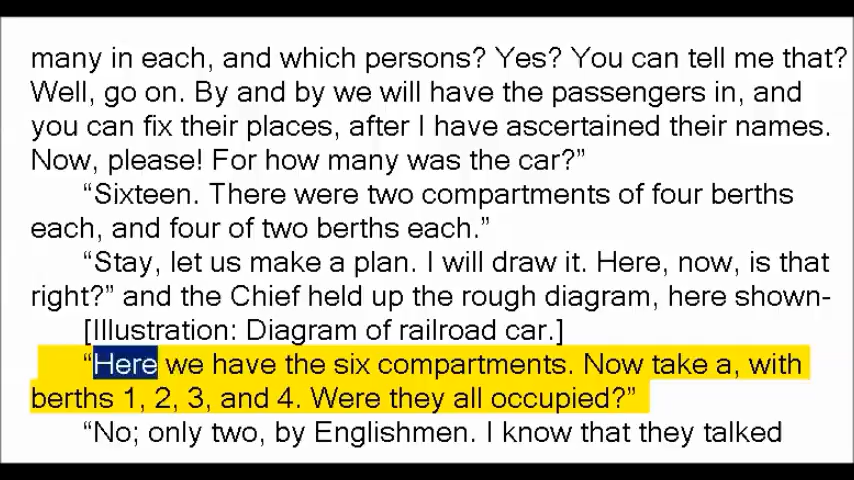 many in each, and which persons? Yes? You can tell me that?
Well, go on. By and by we will have the passengers in, and
you can fix their places, after I have ascertained their names.
Now, please! For how many was the car?”
“Sixteen. There were two compartments of four berths
each, and four of two berths each.”
“Stay, let us make a plan. I will draw it. Here, now, is that
right?” and the Chief held up the rough diagram, here shown-
[Illustration: Diagram of railroad car.]
“Here we have the six compartments. Now take a, with
berths 1, 2, 3, and 4. Were they all occupied?”
“No; only two, by Englishmen. I know that they talked